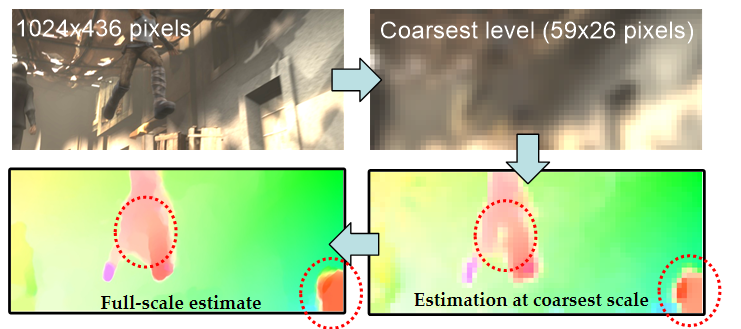 1024x436 pixels
Coarsest level (59x26 pixels)
Full-scale estimate
Estimation at coarsest scale